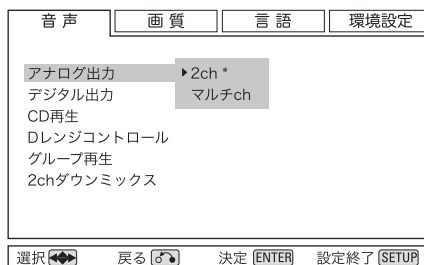 音声 画質 言語 環境設定
アナログ出力 ▶2ch *
デジタル出力 マルチch
CD再生
Dレンジコントロール
グループ再生
2chダウンミックス
選択 戻る 決定 ENTER 設定終了 SETUP